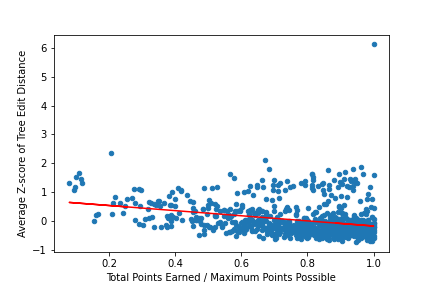 Average Z-score of Tree Edit Distance
6
5
4
3
2
1
0
−1
0.2 0.4 0.6 0.8 1.0
Total Points Earned / Maximum Points Possible